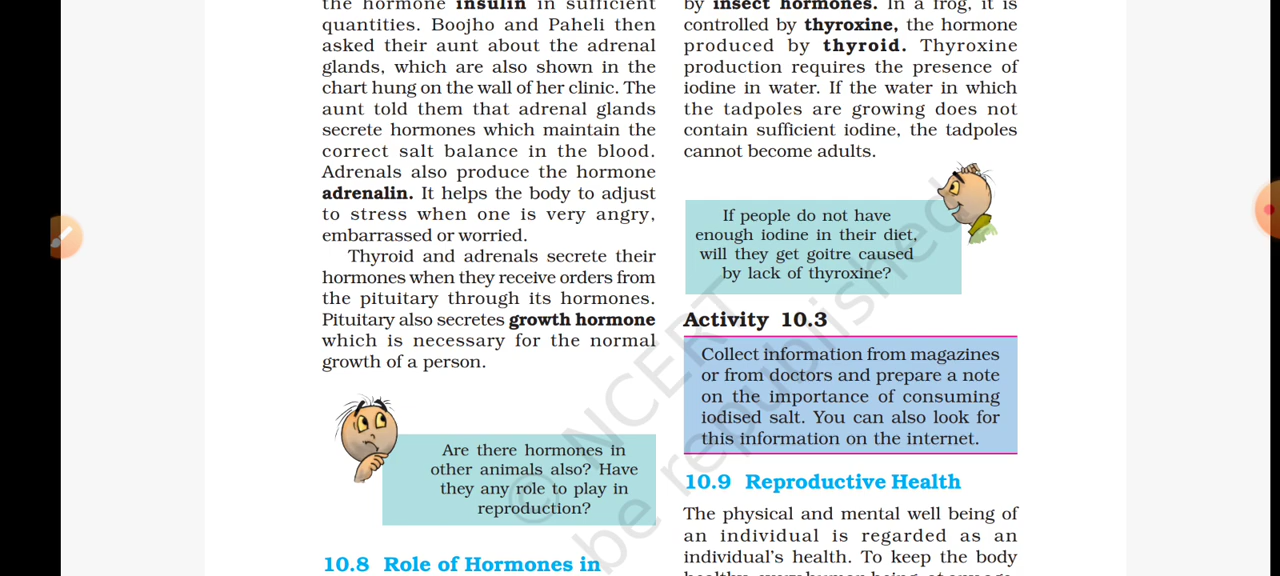 the hormone insulin in sufficient
quantities. Boojho and Paheli then
asked their aunt about the adrenal
glands, which are also shown in the
chart hung on the wall of her clinic. The
aunt told them that adrenal glands
secrete hormones which maintain the
correct salt balance in the blood.
Adrenals also produce the hormone
adrenalin. It helps the body to adjust
to stress when one is very angry,
embarrassed or worried.
Thyroid and adrenals secrete their
hormones when they receive orders from
the pituitary through its hormones.
Pituitary also secretes growth hormone
which is necessary for the normal
growth of a person.
Are there hormones in
other animals also? Have
they any role to play in
reproduction?
10.8 Role of Hormones in
by insect hormones. In a frog, it is
controlled by thyroxine, the hormone
produced by thyroid. Thyroxine
production requires the presence of
iodine in water. If the water in which
the tadpoles are growing does not
contain sufficient iodine, the tadpoles
cannot become adults.
If people do not have
enough iodine in their diet,
will they get goitre caused
by lack of thyroxine?
Activity 10.3
Collect information from magazines
or from doctors and prepare a note
on the importance of consuming
iodised salt. You can also look for
this information on the internet.
10.9 Reproductive Health
The physical and mental well being of
an individual is regarded as an
individual's health. To keep the body
© NCERT
be republished